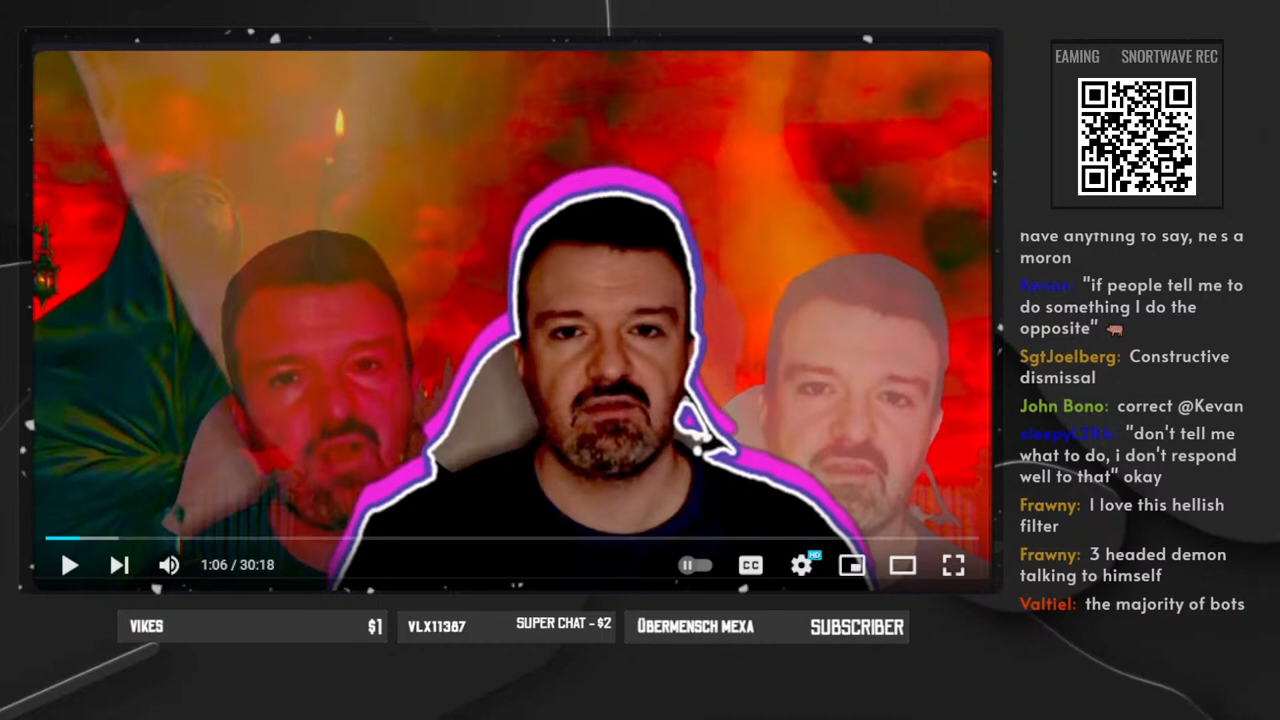 EAMING SNORTWAVE REC
have anything to say, he's a
moron
Kevan: "if people tell me to
do something I do the
opposite"
SgtJoelberg: Constructive
dismissal
John Bono: correct @Kevan
sleepyL2R4: "don't tell me
what to do, i don't respond
well to that" okay
Frawny: I love this hellish
filter
Frawny: 3 headed demon
talking to himself
Valtiel: the majority of bots
1:06 / 30:18
CC
HD
VIKES $1
VLX11387 SUPER CHAT - $2
ÜBERMENSCH MEXA SUBSCRIBER